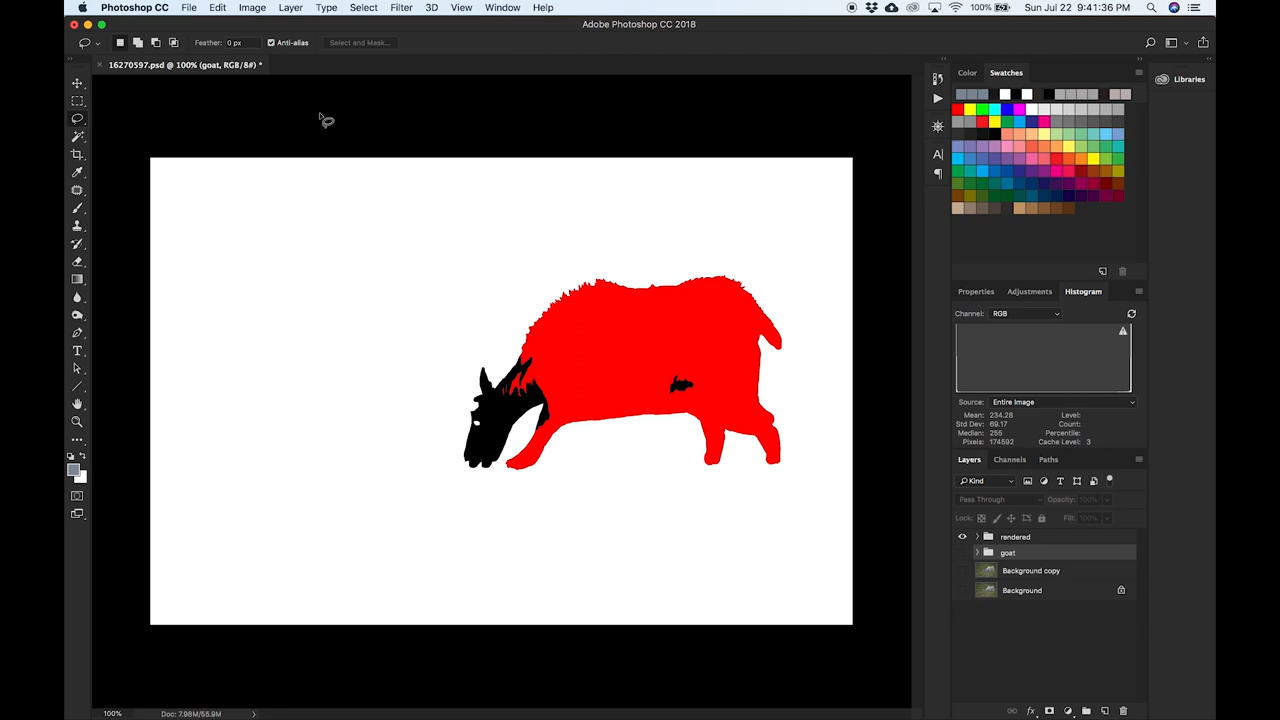 Photoshop CC File Edit Image Layer Type Select Filter 3D View Window Help 100% Sun Jul 22 9:41:36 PM
Adobe Photoshop CC 2018
Feather: 0 px Anti-alias Select and Mask...
16270597.psd @ 100% (goat, RGB/8#) *
Color Swatches
Libraries
Properties Adjustments Histogram
Channel: RGB
Source: Entire Image
Mean: 234.28 Level:
Std Dev: 69.17 Count:
Median: 255 Percentile:
Pixels: 174592 Cache Level: 3
Layers Channels Paths
Kind
Pass Through Opacity: 100%
Lock: Fill: 100%
rendered
goat
Background copy
Background
100% Doc: 7.98M/55.9M